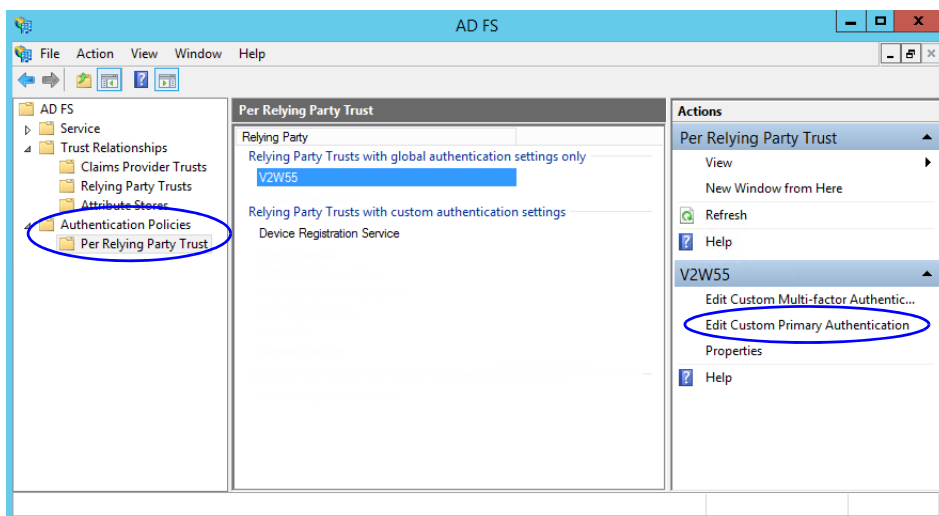 AD FS
File Action View Window Help
AD FS
Service
Trust Relationships
Claims Provider Trusts
Relying Party Trusts
Attribute Stores
Authentication Policies
Per Relying Party Trust
Per Relying Party Trust
Relying Party
Relying Party Trusts with global authentication settings only
V2W55
Relying Party Trusts with custom authentication settings
Device Registration Service
Actions
Per Relying Party Trust
View
New Window from Here
Refresh
Help
V2W55
Edit Custom Multi-factor Authentic...
Edit Custom Primary Authentication
Properties
Help